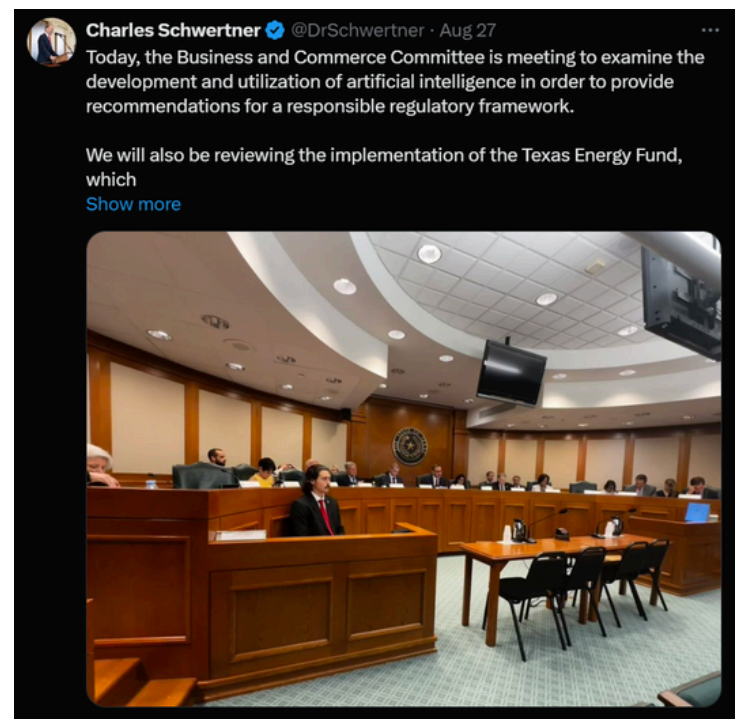 Charles Schwertner @DrSchwertner · Aug 27
Today, the Business and Commerce Committee is meeting to examine the
development and utilization of artificial intelligence in order to provide
recommendations for a responsible regulatory framework.
We will also be reviewing the implementation of the Texas Energy Fund,
which
Show more